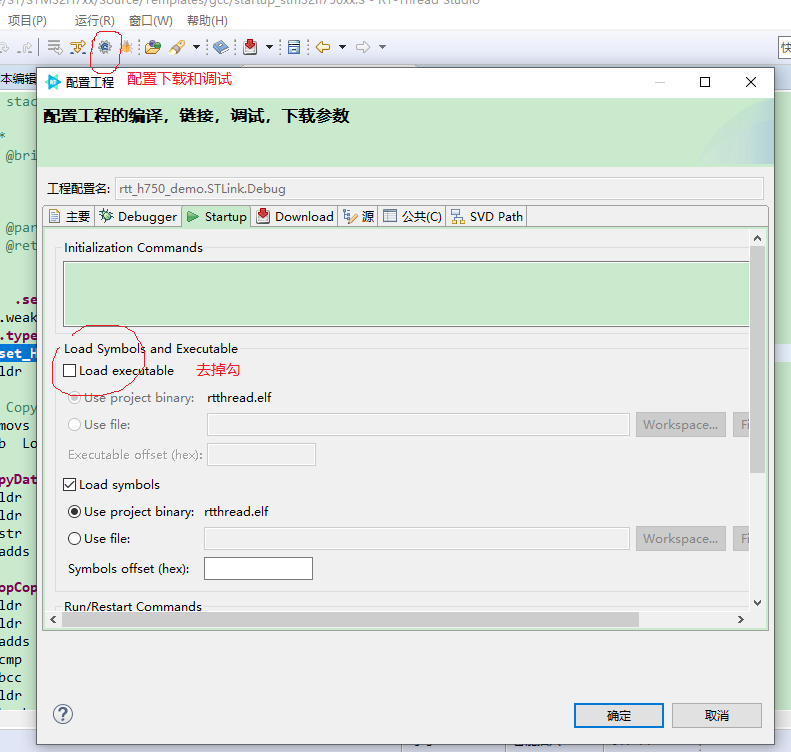 项目(P) 运行(R) 窗口(W) 帮助(H)
快
本编辑
配置工程 配置下载和调试
配置工程的编译，链接，调试，下载参数
工程配置名: rtt_h750_demo.STLink.Debug
主要 Debugger Startup Download 源 公共(C) SVD Path
Initialization Commands
Load Symbols and Executable
Load executable 去掉勾
Use project binary: rtthread.elf
Use file: Workspace... Fi
Executable offset (hex):
Load symbols
Use project binary: rtthread.elf
Use file: Workspace... Fi
Symbols offset (hex):
Run/Restart Commands
确定 取消
stac
*
@bri
@par
@ret
.se
.weak
.type
set_H
ldr
Copy
movs
b Lo
pyDat
ldr
ldr
str
adds
opCop
ldr
ldr
adds
cmp
bcc
ldr